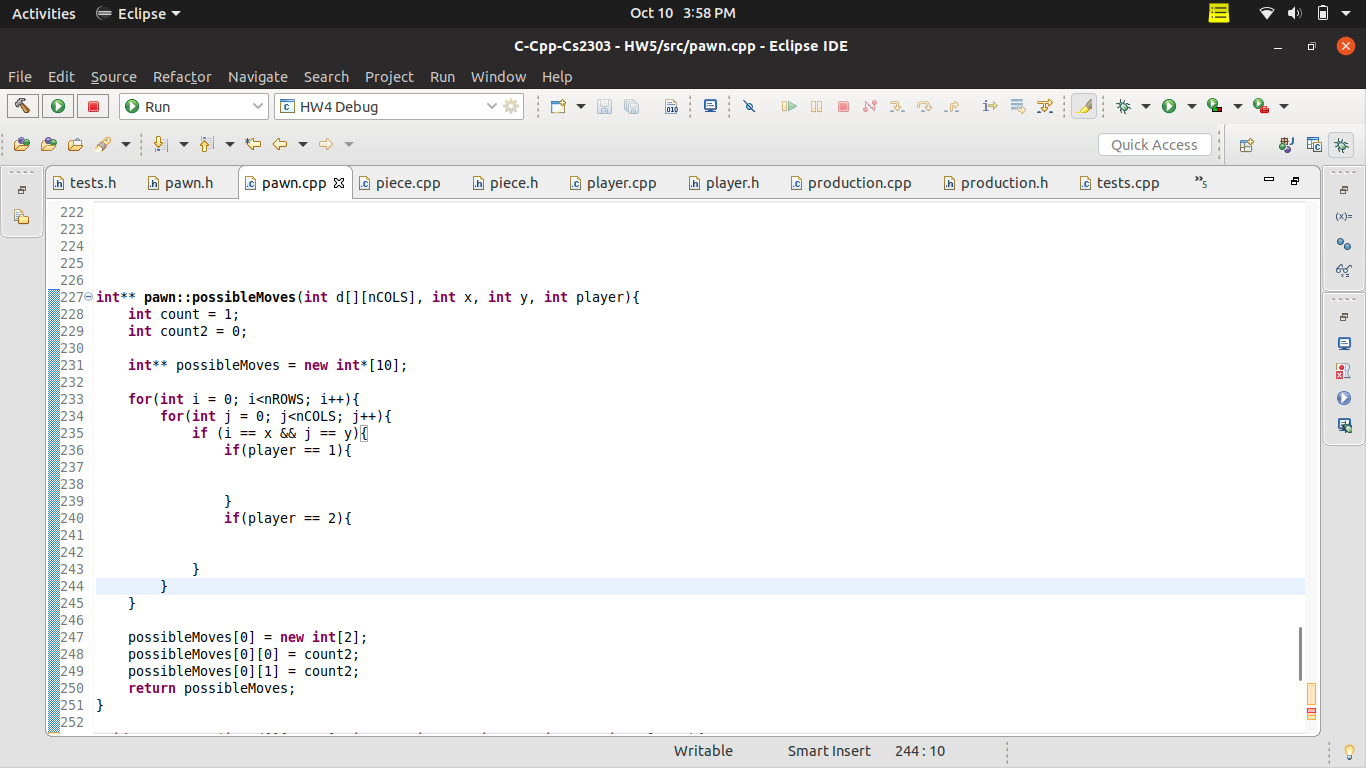 Activities Eclipse Oct 10 3:58 PM
C-Cpp-Cs2303 - HW5/src/pawn.cpp - Eclipse IDE
File Edit Source Refactor Navigate Search Project Run Window Help
Run HW4 Debug
Quick Access
tests.h pawn.h pawn.cpp piece.cpp piece.h player.cpp player.h production.cpp production.h tests.cpp »5
222
223
224
225
226
227 int** pawn::possibleMoves(int d[][nCOLS], int x, int y, int player){
228 int count = 1;
229 int count2 = 0;
230
231 int** possibleMoves = new int*[10];
232
233 for(int i = 0; i<nROWS; i++){
234 for(int j = 0; j<nCOLS; j++){
235 if (i == x && j == y){
236 if(player == 1){
237
238
239 }
240 if(player == 2){
241
242
243 }
244 }
245 }
246
247 possibleMoves[0] = new int[2];
248 possibleMoves[0][0] = count2;
249 possibleMoves[0][1] = count2;
250 return possibleMoves;
251 }
252
Writable Smart Insert 244 : 10